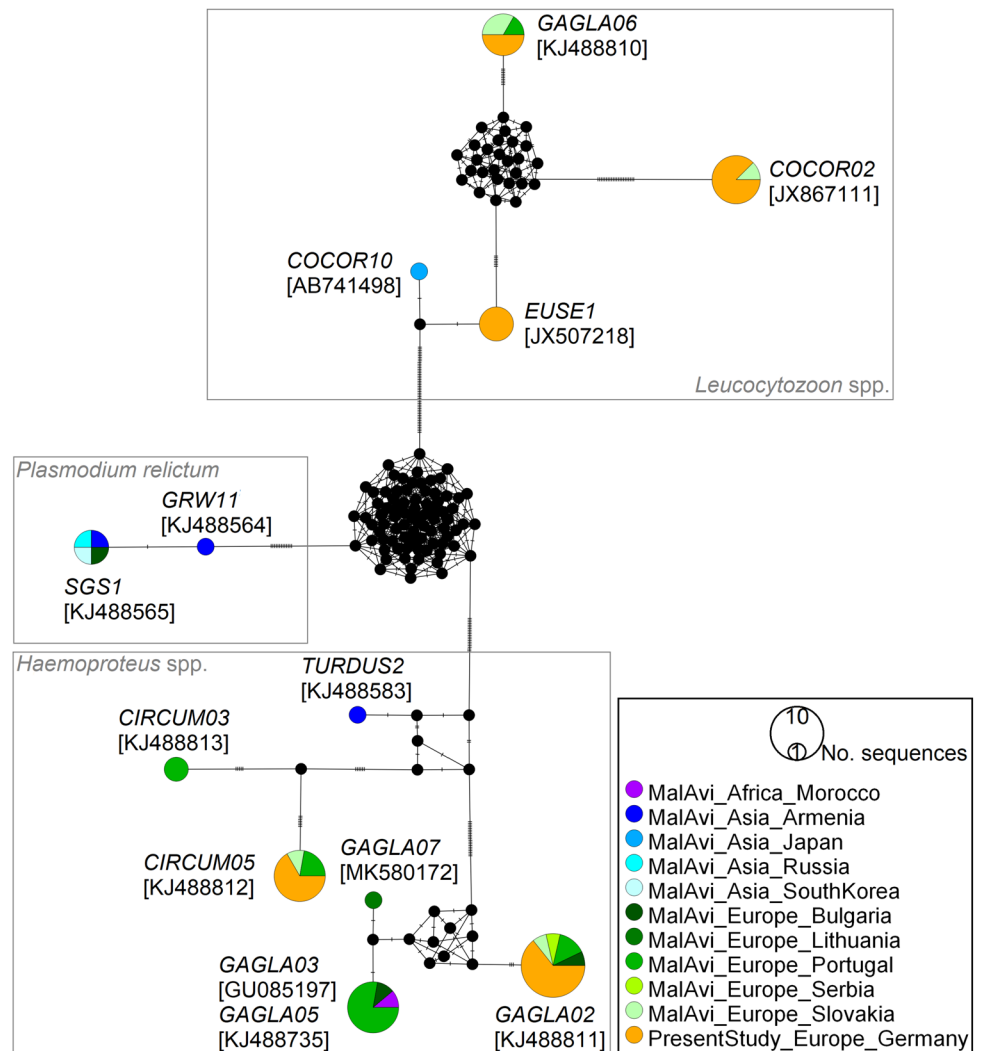 GAGLA06
[KJ488810]
COCOR02
[JX867111]
COCOR10
[AB741498]
EUSE1
[JX507218]
Leucocytozoon spp.
Plasmodium relictum
GRW11
[KJ488564]
SGS1
[KJ488565]
Haemoproteus spp.
TURDUS2
[KJ488583]
CIRCUM03
[KJ488813]
CIRCUM05
[KJ488812]
GAGLA07
[MK580172]
GAGLA03
[GU085197]
GAGLA05
[KJ488735]
GAGLA02
[KJ488811]
10
1 No. sequences
MalAvi_Africa_Morocco
MalAvi_Asia_Armenia
MalAvi_Asia_Japan
MalAvi_Asia_Russia
MalAvi_Asia_SouthKorea
MalAvi_Europe_Bulgaria
MalAvi_Europe_Lithuania
MalAvi_Europe_Portugal
MalAvi_Europe_Serbia
MalAvi_Europe_Slovakia
PresentStudy_Europe_Germany